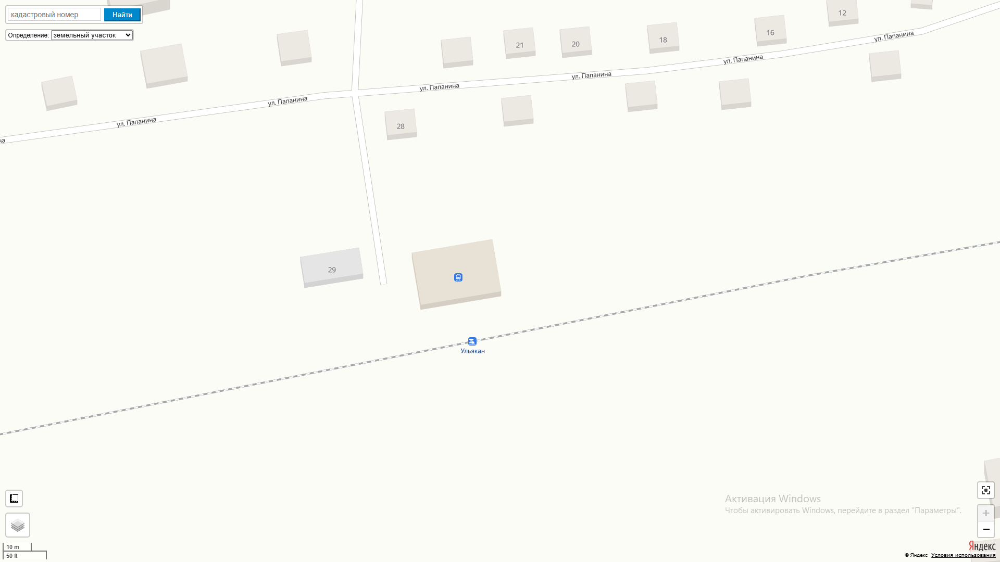 кадастровый номер
Найти
Определение: земельный участок
12
16
18
20
21
ул. Папанина
ул. Папанина
ул. Папанина
ул. Папанина
ул. Папанина
ул. Папанина
на
28
29
Ульякан
Активация Windows
Чтобы активировать Windows, перейдите в раздел "Параметры".
10 m
50 ft
Яндекс
© Яндекс Условия использования